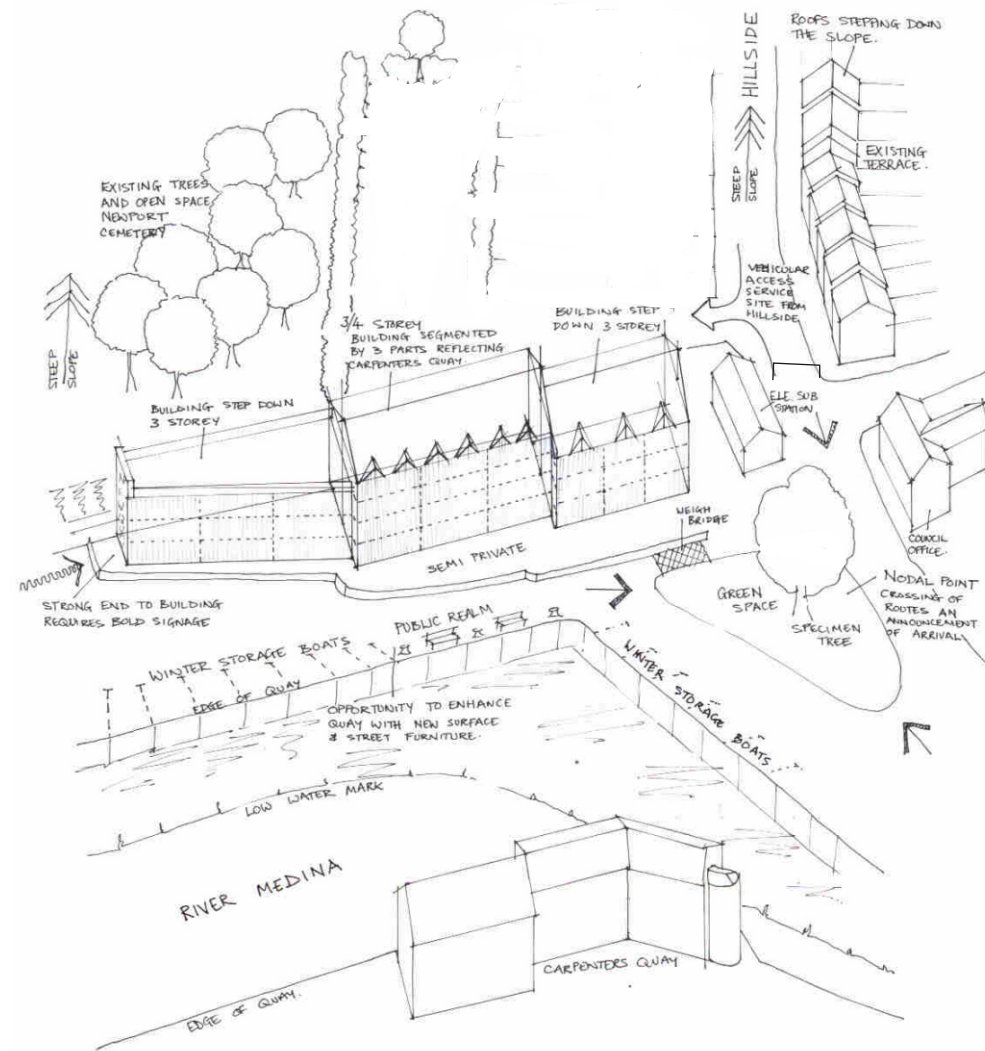 ROOFS STEPPING DOWN
THE SLOPE.
HILLSIDE
STEEP
SLOPE
EXISTING
TERRACE.
EXISTING TREES
AND OPEN SPACE
NEWPORT
CEMETERY
VEHICULAR
ACCESS
SERVICE
SITE FROM
HILLSIDE
STEEP
SLOPE
3/4 STOREY
BUILDING SEGMENTED
BY 3 PARTS REFLECTING
CARPENTERS QUAY.
BUILDING STEP
DOWN 3 STOREY
BUILDING STEP DOWN
3 STOREY
ELE. SUB
STATION
WEIGH
BRIDGE
COUNCIL
OFFICE.
SEMI PRIVATE
GREEN
SPACE
SPECIMEN
TREE
NODAL POINT
CROSSING OF
ROUTES AN
ANNOUNCEMENT
OF ARRIVAL
STRONG END TO BUILDING
REQUIRES BOLD SIGNAGE
PUBLIC REALM
WINTER STORAGE BOATS
EDGE OF QUAY
WINTER STORAGE BOATS
OPPORTUNITY TO ENHANCE
QUAY WITH NEW SURFACE
& STREET FURNITURE.
LOW WATER MARK
RIVER MEDINA
CARPENTERS QUAY
EDGE OF QUAY.